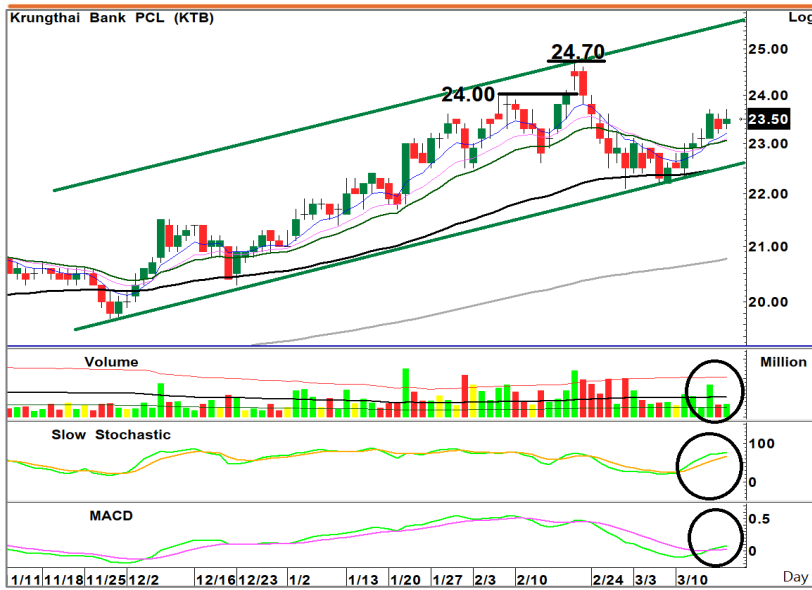 Krungthai Bank PCL (KTB)
Log
24.70
25.00
24.00
24.00
23.50
23.00
22.00
21.00
20.00
Volume
Million
Slow Stochastic
100
0
MACD
0.5
0
1/11 11/18 11/25 12/2 12/16 12/23 1/2 1/13 1/20 1/27 2/3 2/10 2/24 3/3 3/10 Day